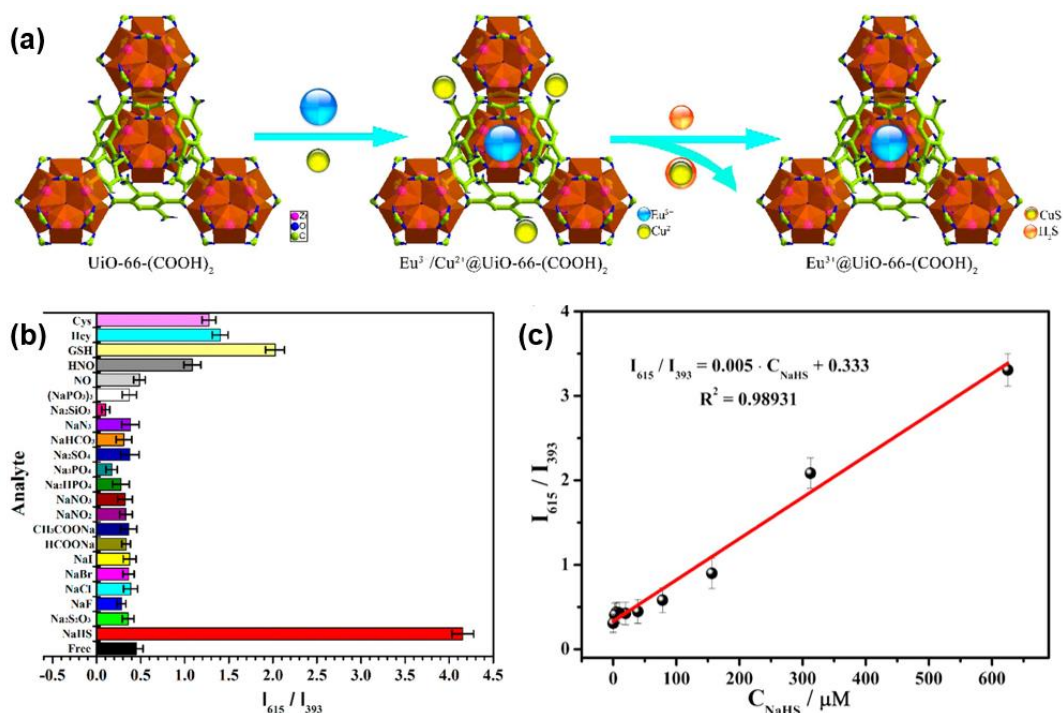 (a)
Zr
O
C
Eu³⁺
Cu²
CuS
H₂S
UiO-66-(COOH)₂
Eu³ /Cu²⁺@UiO-66-(COOH)₂
Eu³⁺@UiO-66-(COOH)₂
(b)
Analyte
Cys
Hcy
GSH
HNO
NO
(NaPO₃)₃
Na₂SiO₃
NaN₃
NaHCO₃
Na₂SO₄
Na₃PO₄
Na₂HPO₄
NaNO₃
NaNO₂
CH₃COONa
HCOONa
NaI
NaBr
NaCl
NaF
Na₂S₂O₃
NaHS
Free
-0.5 0.0 0.5 1.0 1.5 2.0 2.5 3.0 3.5 4.0 4.5
I₆₁₅ / I₃₉₃
(c)
I₆₁₅ / I₃₉₃
4
3
2
1
0
I₆₁₅ / I₃₉₃ = 0.005 · C_NaHS + 0.333
R² = 0.98931
0 100 200 300 400 500 600
C_NaHS / μM